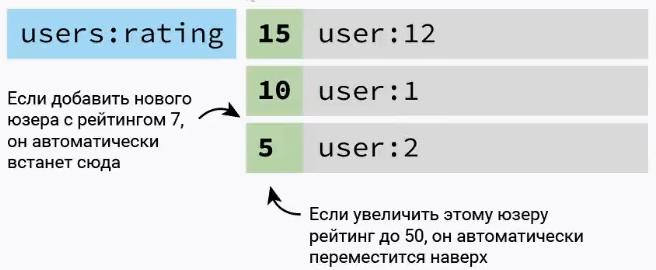 users:rating 15 user:12
10 user:1
Если добавить нового
юзера с рейтингом 7,
он автоматически
встанет сюда
5 user:2
Если увеличить этому юзеру
рейтинг до 50, он автоматически
переместится наверх